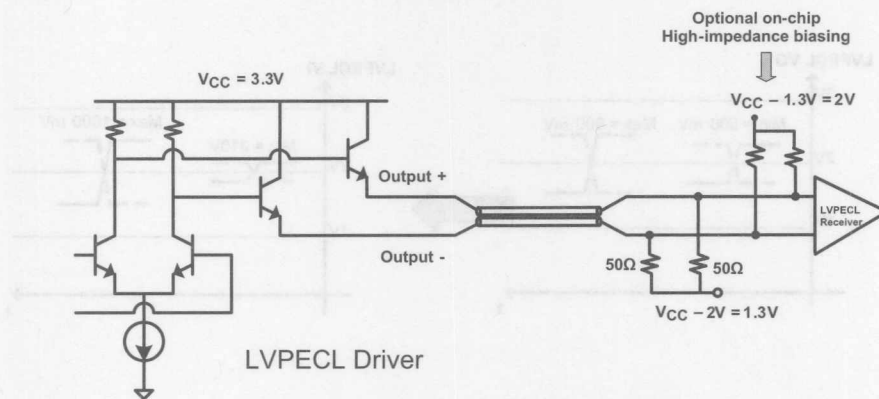 Optional on-chip
High-impedance biasing
V_CC = 3.3V
V_CC – 1.3V = 2V
Output +
Output -
LVPECL
Receiver
50Ω
50Ω
V_CC – 2V = 1.3V
LVPECL Driver